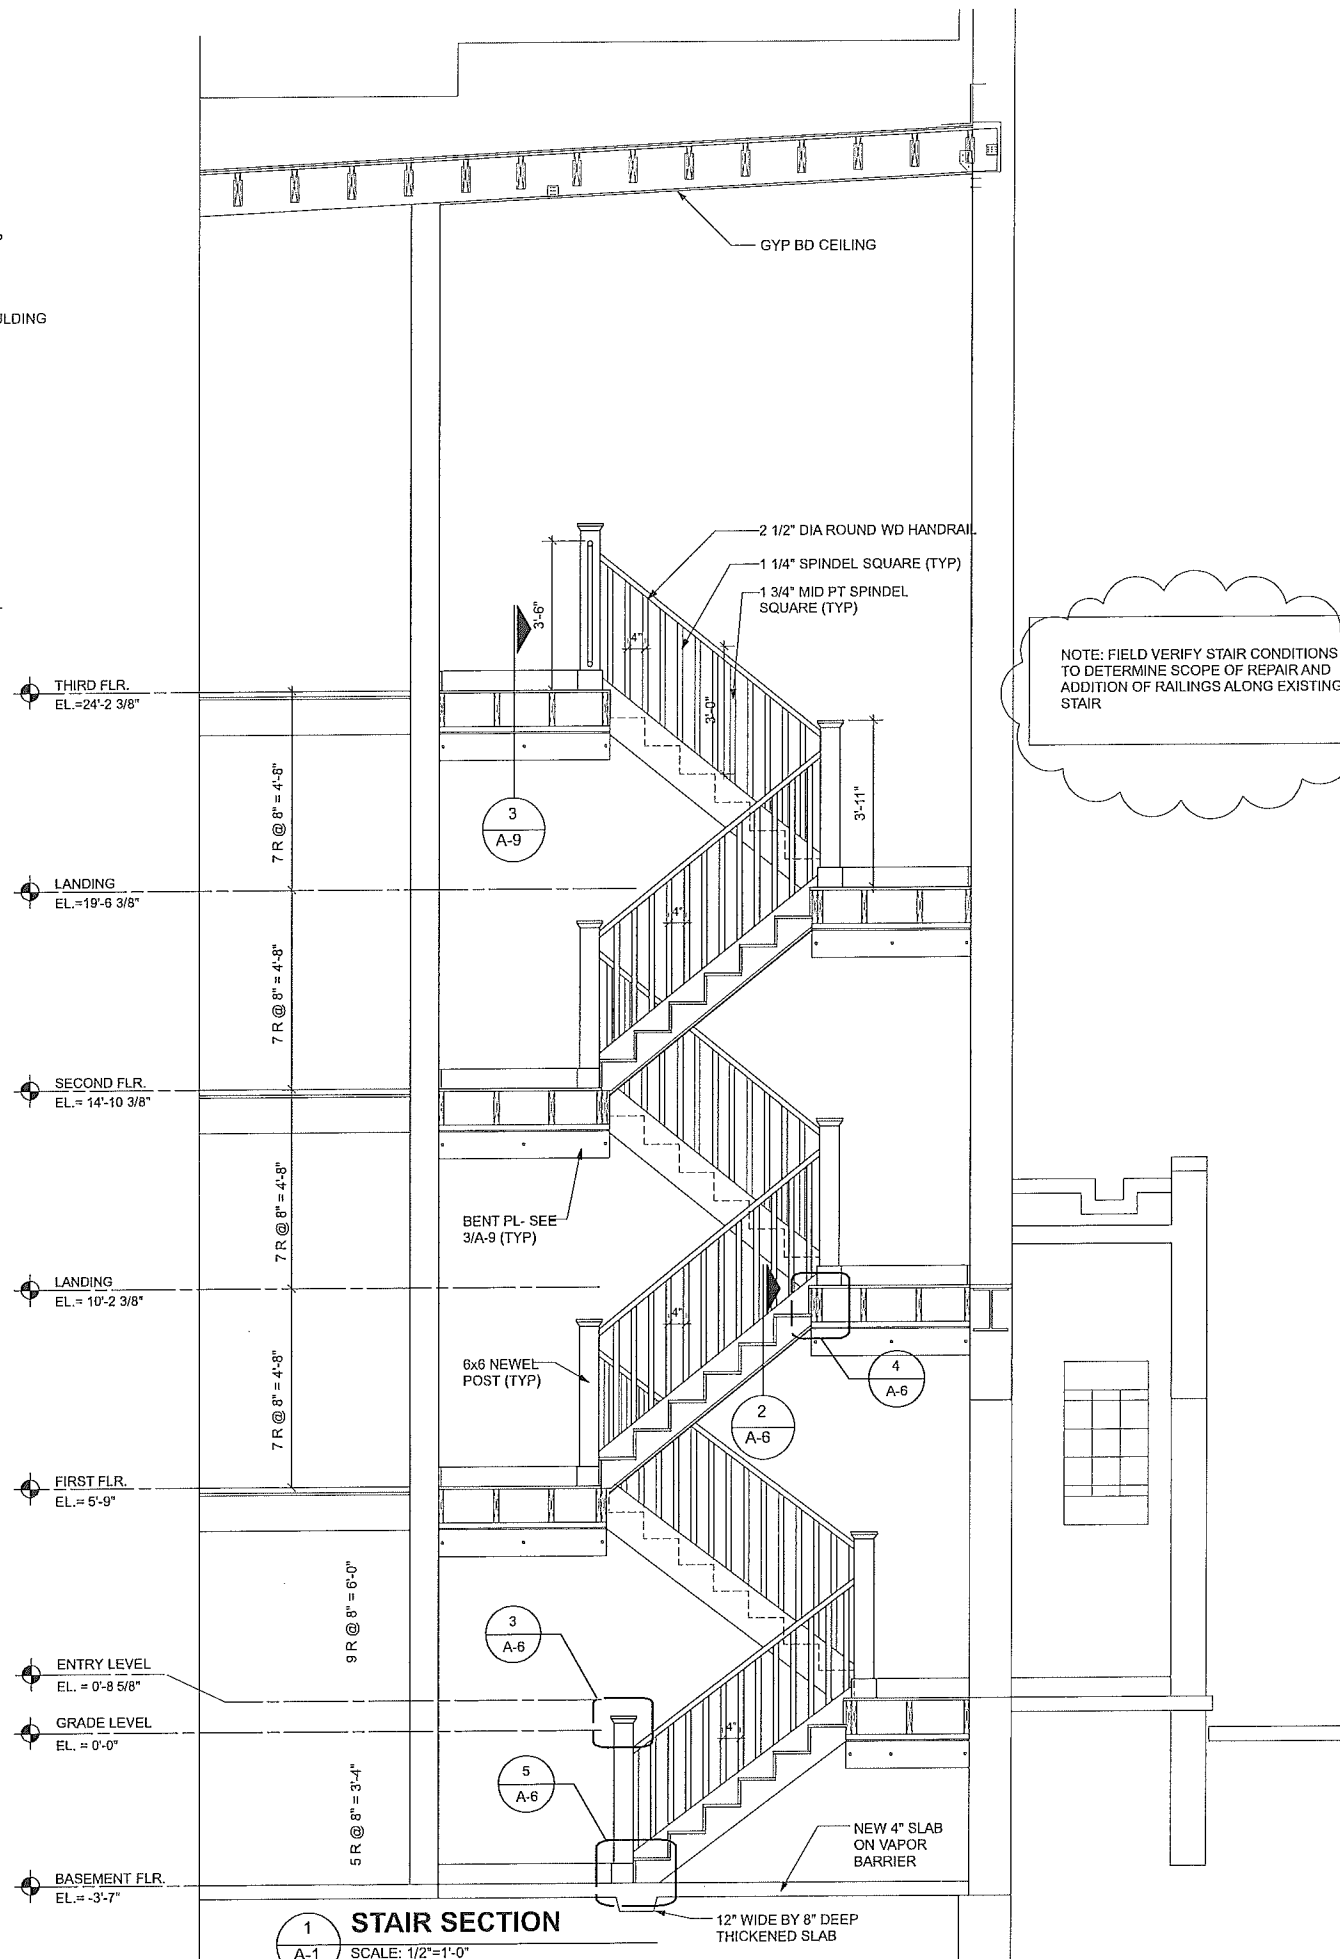 GYP BD CEILING
ULDING
2 1/2" DIA ROUND WD HANDRAIL
1 1/4" SPINDEL SQUARE (TYP)
1 3/4" MID PT SPINDEL
SQUARE (TYP)
3'-6"
4"
3'-0"
NOTE: FIELD VERIFY STAIR CONDITIONS
TO DETERMINE SCOPE OF REPAIR AND
ADDITION OF RAILINGS ALONG EXISTING
STAIR
THIRD FLR.
EL.=24'-2 3/8"
7 R @ 8" = 4'-8"
3
A-9
3'-11"
LANDING
EL.=19'-6 3/8"
4"
7 R @ 8" = 4'-8"
SECOND FLR.
EL.= 14'-10 3/8"
7 R @ 8" = 4'-8"
BENT PL- SEE
3/A-9 (TYP)
LANDING
EL.= 10'-2 3/8"
4"
6x6 NEWEL
POST (TYP)
4
A-6
2
A-6
7 R @ 8" = 4'-8"
FIRST FLR.
EL.= 5'-9"
9 R @ 8" = 6'-0"
3
A-6
ENTRY LEVEL
EL. = 0'-8 5/8"
GRADE LEVEL
EL. = 0'-0"
4"
5
A-6
5 R @ 8" = 3'-4"
NEW 4" SLAB
ON VAPOR
BARRIER
BASEMENT FLR.
EL.= -3'-7"
12" WIDE BY 8" DEEP
THICKENED SLAB
1
A-1
STAIR SECTION
SCALE: 1/2"=1'-0"